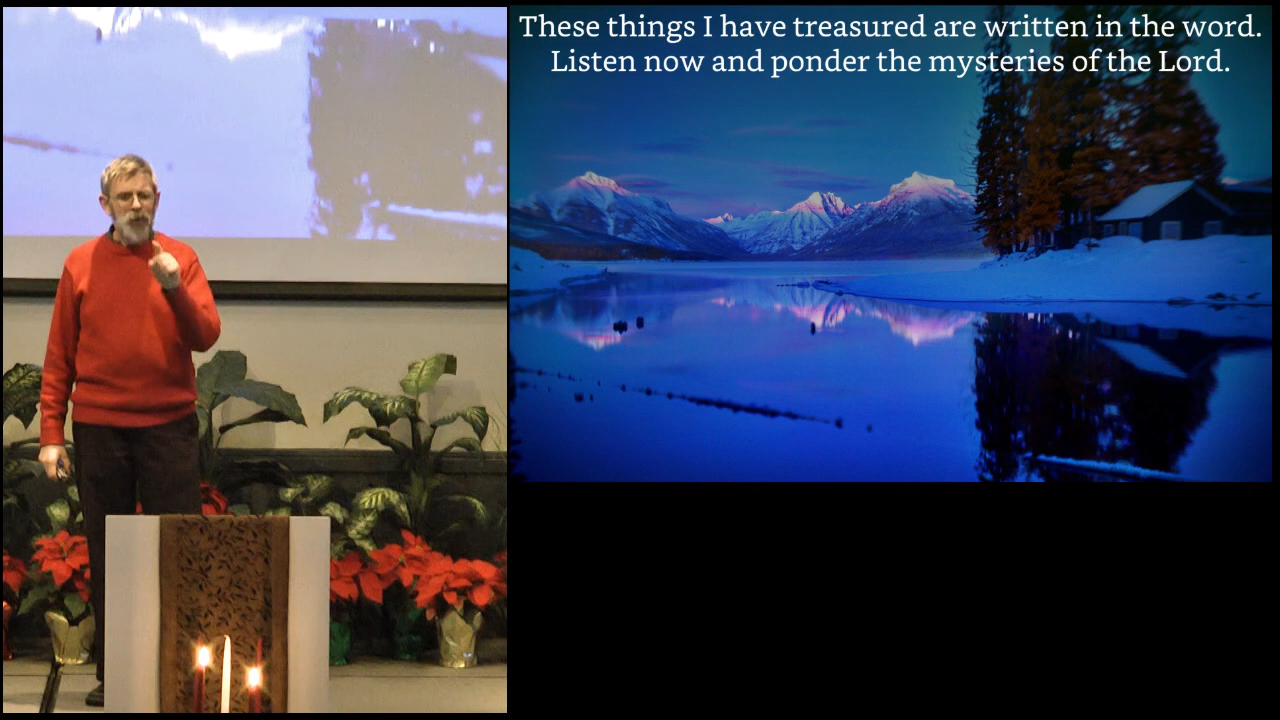 These things I have treasured are written in the word.
Listen now and ponder the mysteries of the Lord.